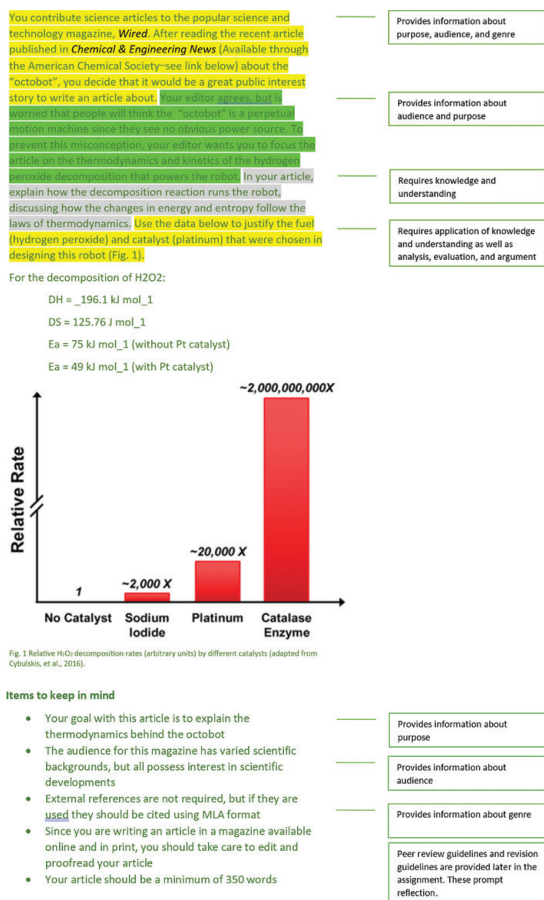 You contribute science articles to the popular science and
technology magazine, Wired. After reading the recent article
published in Chemical & Engineering News (Available through
the American Chemical Society–see link below) about the
“octobot”, you decide that it would be a great public interest
story to write an article about. Your editor agrees, but is
worried that people will think the “octobot” is a perpetual
motion machine since they see no obvious power source. To
prevent this misconception, your editor wants you to focus the
article on the thermodynamics and kinetics of the hydrogen
peroxide decomposition that powers the robot. In your article,
explain how the decomposition reaction runs the robot,
discussing how the changes in energy and entropy follow the
laws of thermodynamics. Use the data below to justify the fuel
(hydrogen peroxide) and catalyst (platinum) that were chosen in
designing this robot (Fig. 1).
Provides information about
purpose, audience, and genre
Provides information about
audience and purpose
Requires knowledge and
understanding
Requires application of knowledge
and understanding as well as
analysis, evaluation, and argument
For the decomposition of H2O2:
DH = _196.1 kJ mol_1
DS = 125.76 J mol_1
Ea = 75 kJ mol_1 (without Pt catalyst)
Ea = 49 kJ mol_1 (with Pt catalyst)
Relative Rate
1
~2,000 X
~20,000 X
~2,000,000,000X
No Catalyst
Sodium
Iodide
Platinum
Catalase
Enzyme
Fig. 1 Relative H₂O₂ decomposition rates (arbitrary units) by different catalysts (adapted from
Cybulskis, et al., 2016).
Items to keep in mind
• Your goal with this article is to explain the
thermodynamics behind the octobot
• The audience for this magazine has varied scientific
backgrounds, but all possess interest in scientific
developments
• External references are not required, but if they are
used they should be cited using MLA format
• Since you are writing an article in a magazine available
online and in print, you should take care to edit and
proofread your article
• Your article should be a minimum of 350 words
Provides information about
purpose
Provides information about
audience
Provides information about genre
Peer review guidelines and revision
guidelines are provided later in the
assignment. These prompt
reflection.